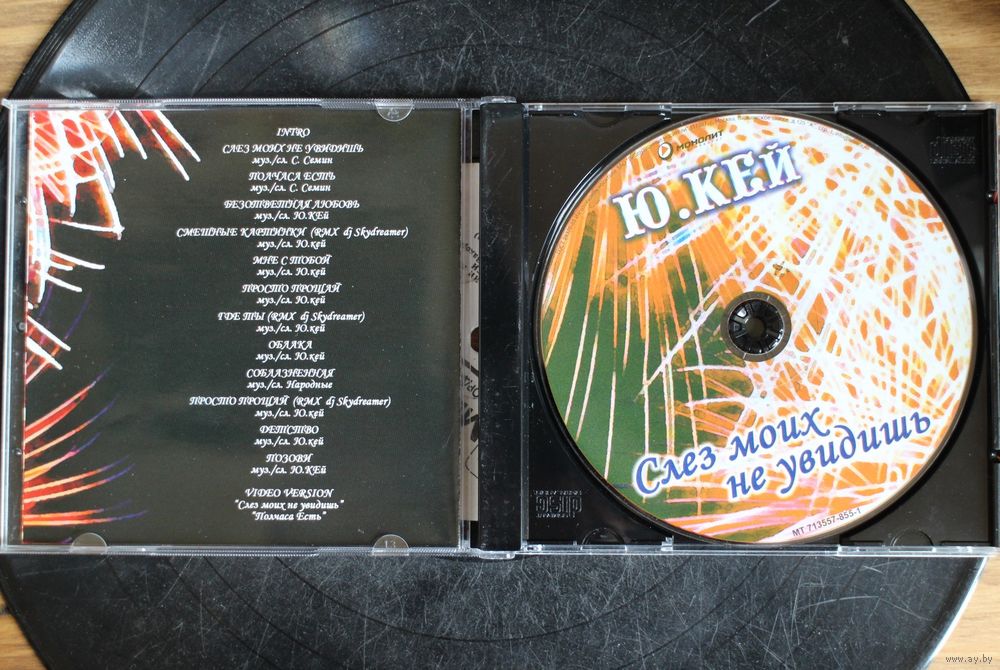 INTRO
СЛЕЗ МОИХ НЕ УВИДИШЬ
муз./сл. С. Семин
ПОЛЧАСА ЕСТЬ
муз./сл. С. Семин
БЕЗОТВЕТНАЯ ЛЮБОВЬ
муз./сл. Ю.КЕй
СМЕШНЫЕ КАРТИНКИ (RMX dj Skydreamer)
муз./сл. Ю.кей
МНЕ С ТОБОЙ
муз./сл. Ю.кей
ПРОСТО ПРОЩАЙ
муз./сл. Ю.кей
ГДЕ ТЫ (RMX dj Skydreamer)
муз./сл. Ю.кей
ОБЛАКА
муз./сл. Ю.кей
СОБЛАЗНЕННАЯ
муз./сл. Народные
ПРОСТО ПРОЩАЙ (RMX dj Skydreamer)
муз./сл. Ю.кей
ДЕТСТВО
муз./сл. Ю.кей
ПОЗОВИ
муз./сл. Ю.КЕй
VIDEO VERSION
"Слез моих не увидишь"
"Полчаса Есть"
МОНОЛИТ
Ю.КЕЙ
Слез моих
не увидишь
МТ 713557-855-1
www.ay.by